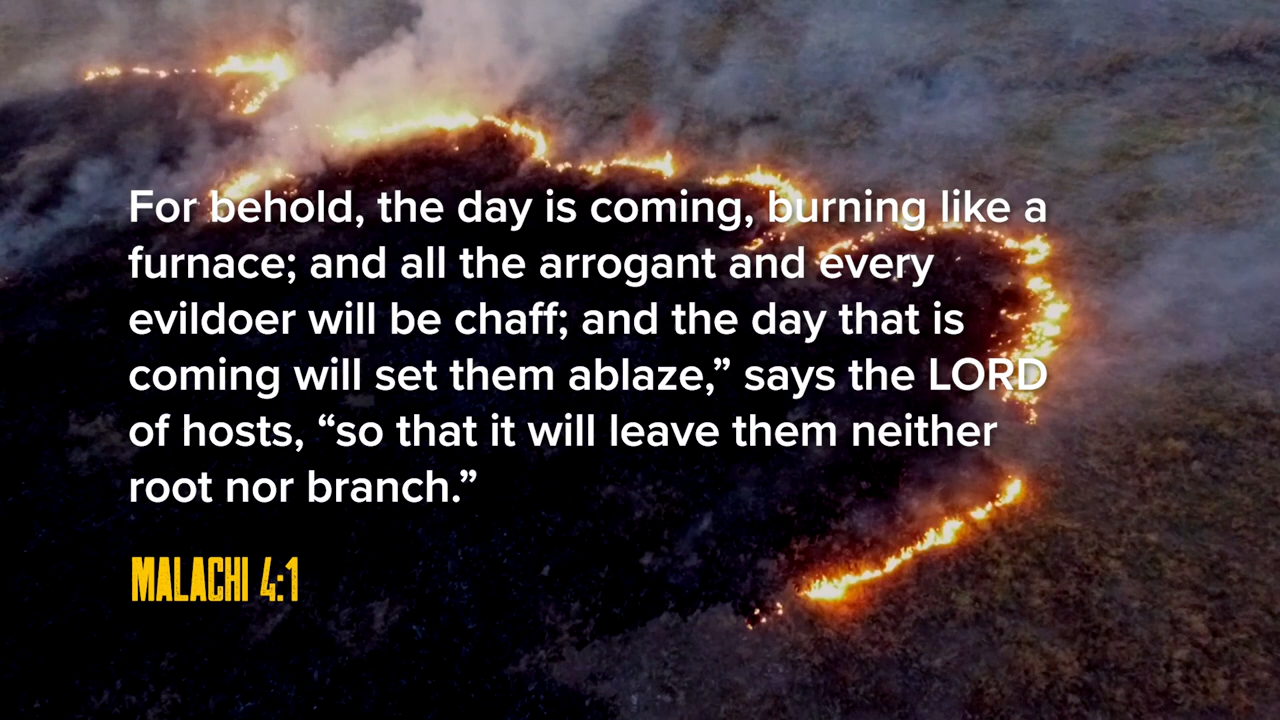 For behold, the day is coming, burning like a
furnace; and all the arrogant and every
evildoer will be chaff; and the day that is
coming will set them ablaze,” says the LORD
of hosts, “so that it will leave them neither
root nor branch.”
MALACHI 4:1